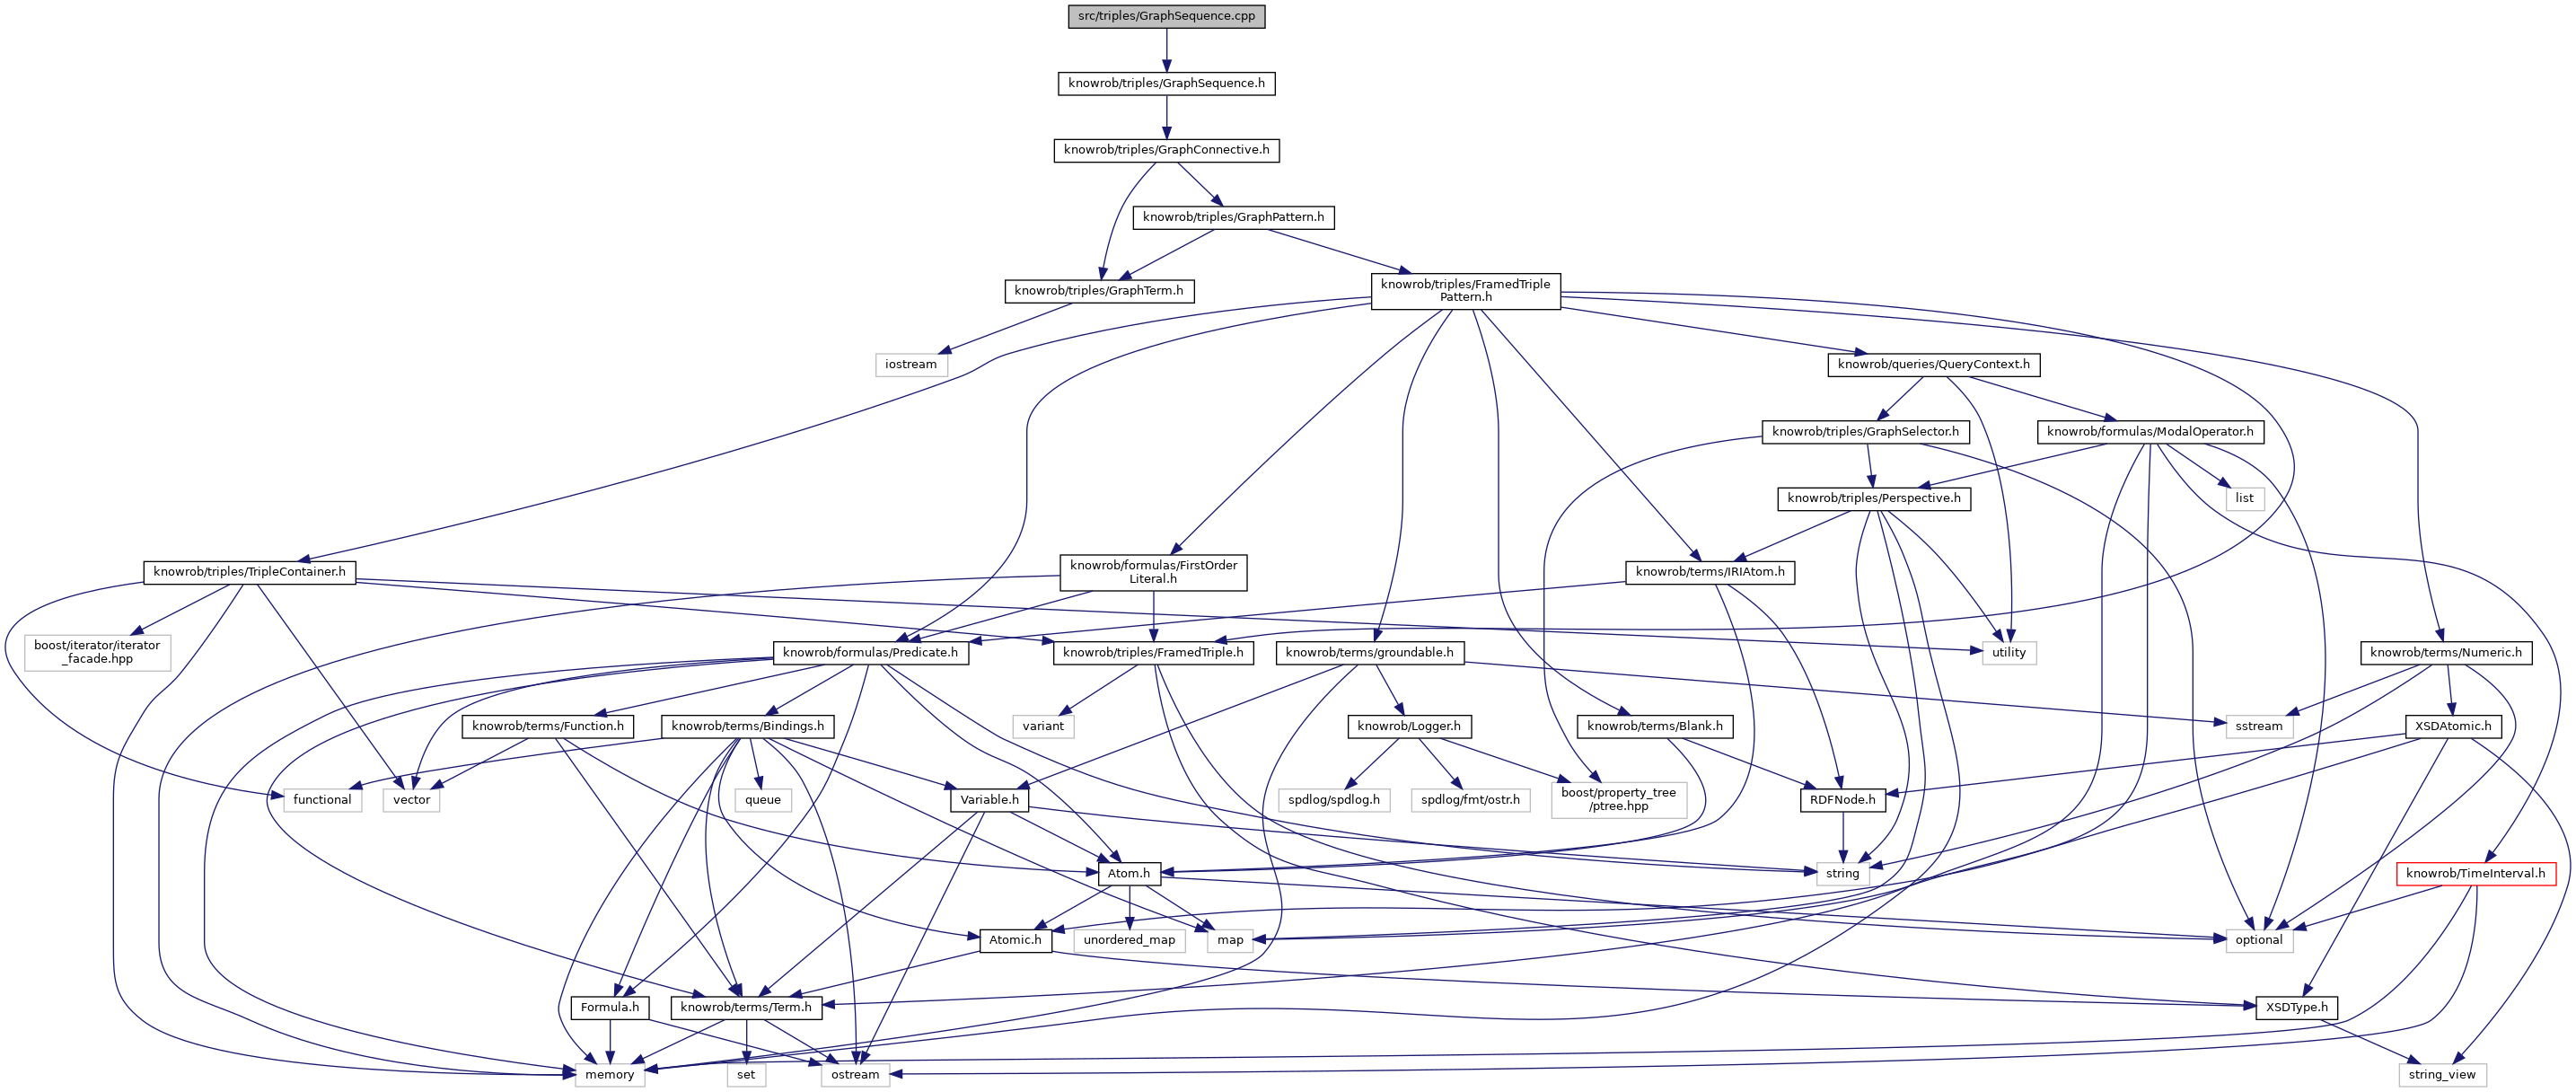 src/triples/GraphSequence.cpp
knowrob/triples/GraphSequence.h
knowrob/triples/GraphConnective.h
knowrob/triples/GraphPattern.h
knowrob/triples/GraphTerm.h
knowrob/triples/FramedTriple
Pattern.h
iostream
knowrob/queries/QueryContext.h
knowrob/triples/GraphSelector.h
knowrob/formulas/ModalOperator.h
knowrob/triples/Perspective.h
list
knowrob/triples/TripleContainer.h
knowrob/formulas/FirstOrder
Literal.h
knowrob/terms/IRIAtom.h
boost/iterator/iterator
_facade.hpp
knowrob/formulas/Predicate.h
knowrob/triples/FramedTriple.h
knowrob/terms/groundable.h
utility
knowrob/terms/Numeric.h
knowrob/terms/Function.h
knowrob/terms/Bindings.h
variant
knowrob/Logger.h
knowrob/terms/Blank.h
sstream
XSDAtomic.h
functional
vector
queue
Variable.h
spdlog/spdlog.h
spdlog/fmt/ostr.h
boost/property_tree
/ptree.hpp
RDFNode.h
Atom.h
string
knowrob/TimeInterval.h
Atomic.h
unordered_map
map
optional
Formula.h
knowrob/terms/Term.h
XSDType.h
memory
set
ostream
string_view